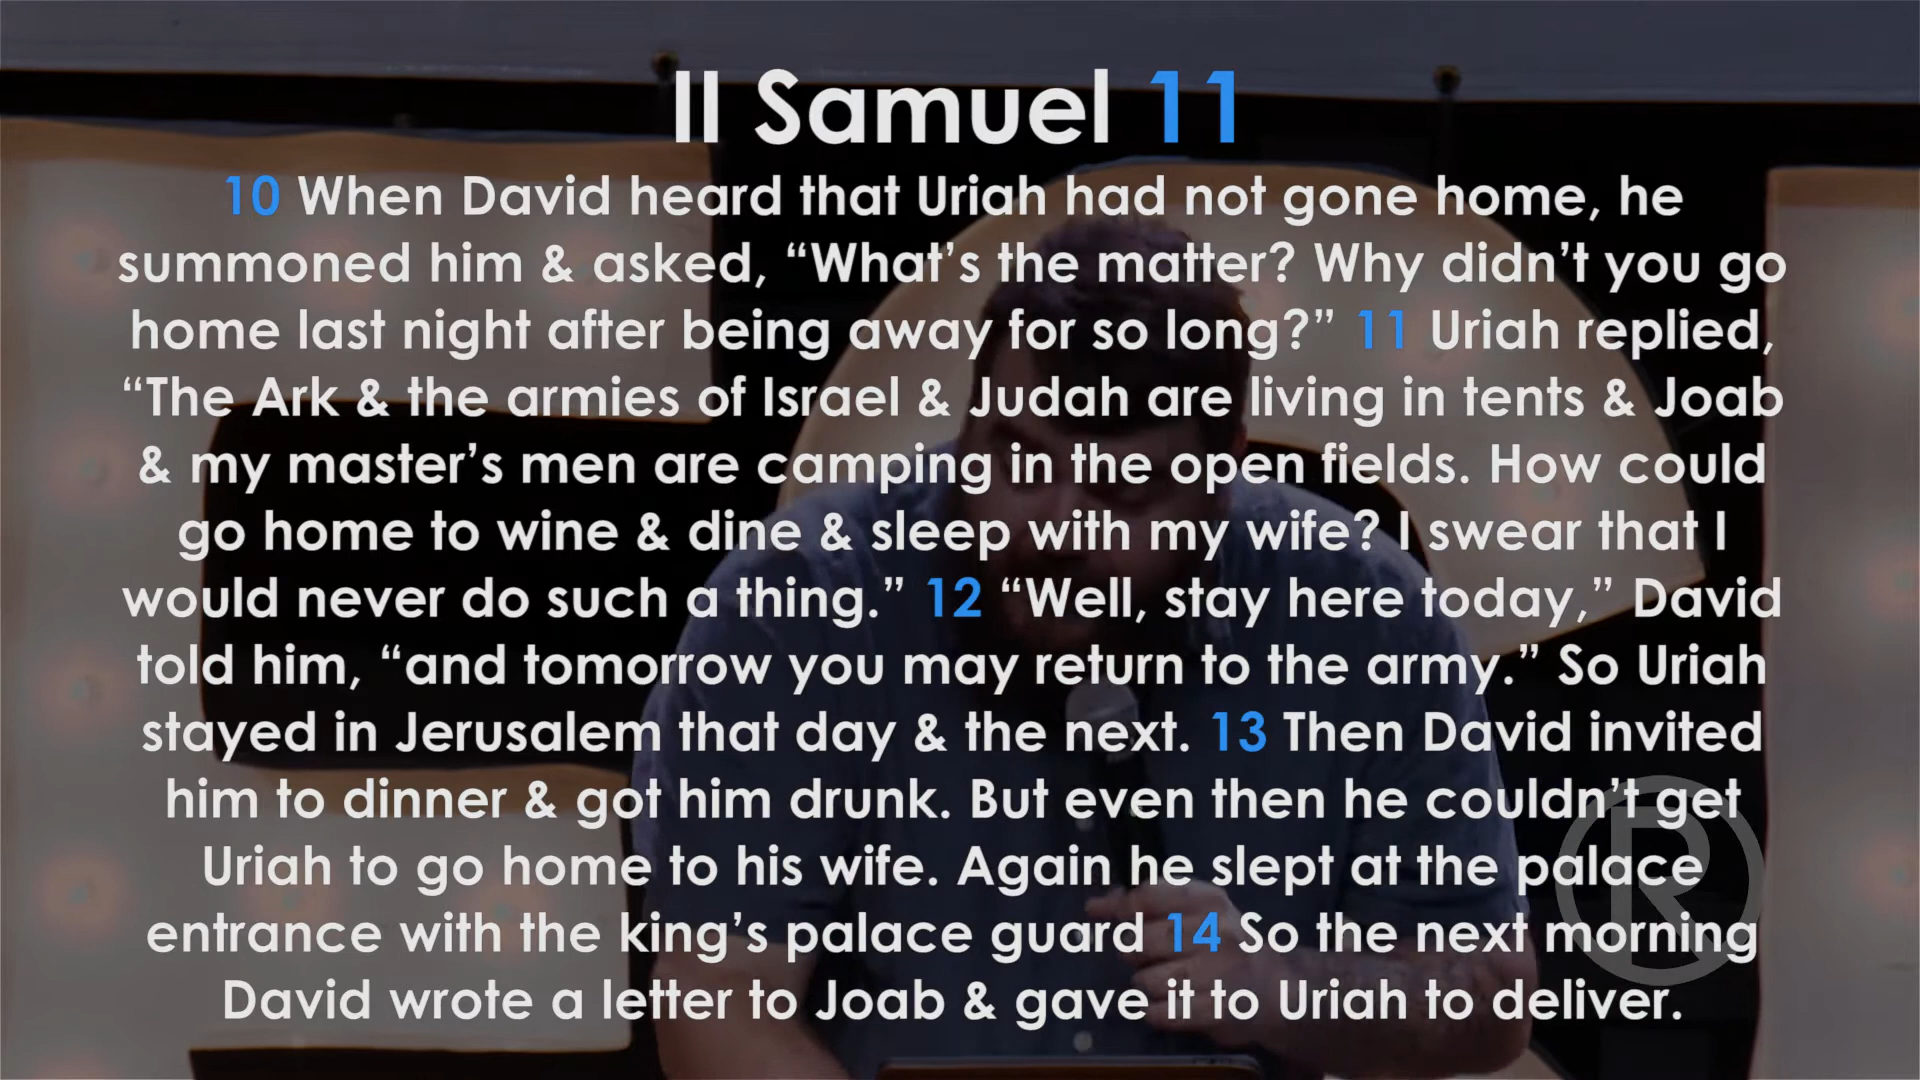 II Samuel 11
10 When David heard that Uriah had not gone home, he
summoned him & asked, “What’s the matter? Why didn’t you go
home last night after being away for so long?” 11 Uriah replied,
“The Ark & the armies of Israel & Judah are living in tents & Joab
& my master’s men are camping in the open fields. How could
go home to wine & dine & sleep with my wife? I swear that I
would never do such a thing.” 12 “Well, stay here today,” David
told him, “and tomorrow you may return to the army.” So Uriah
stayed in Jerusalem that day & the next. 13 Then David invited
him to dinner & got him drunk. But even then he couldn’t get
Uriah to go home to his wife. Again he slept at the palace
entrance with the king’s palace guard 14 So the next morning
David wrote a letter to Joab & gave it to Uriah to deliver.
R